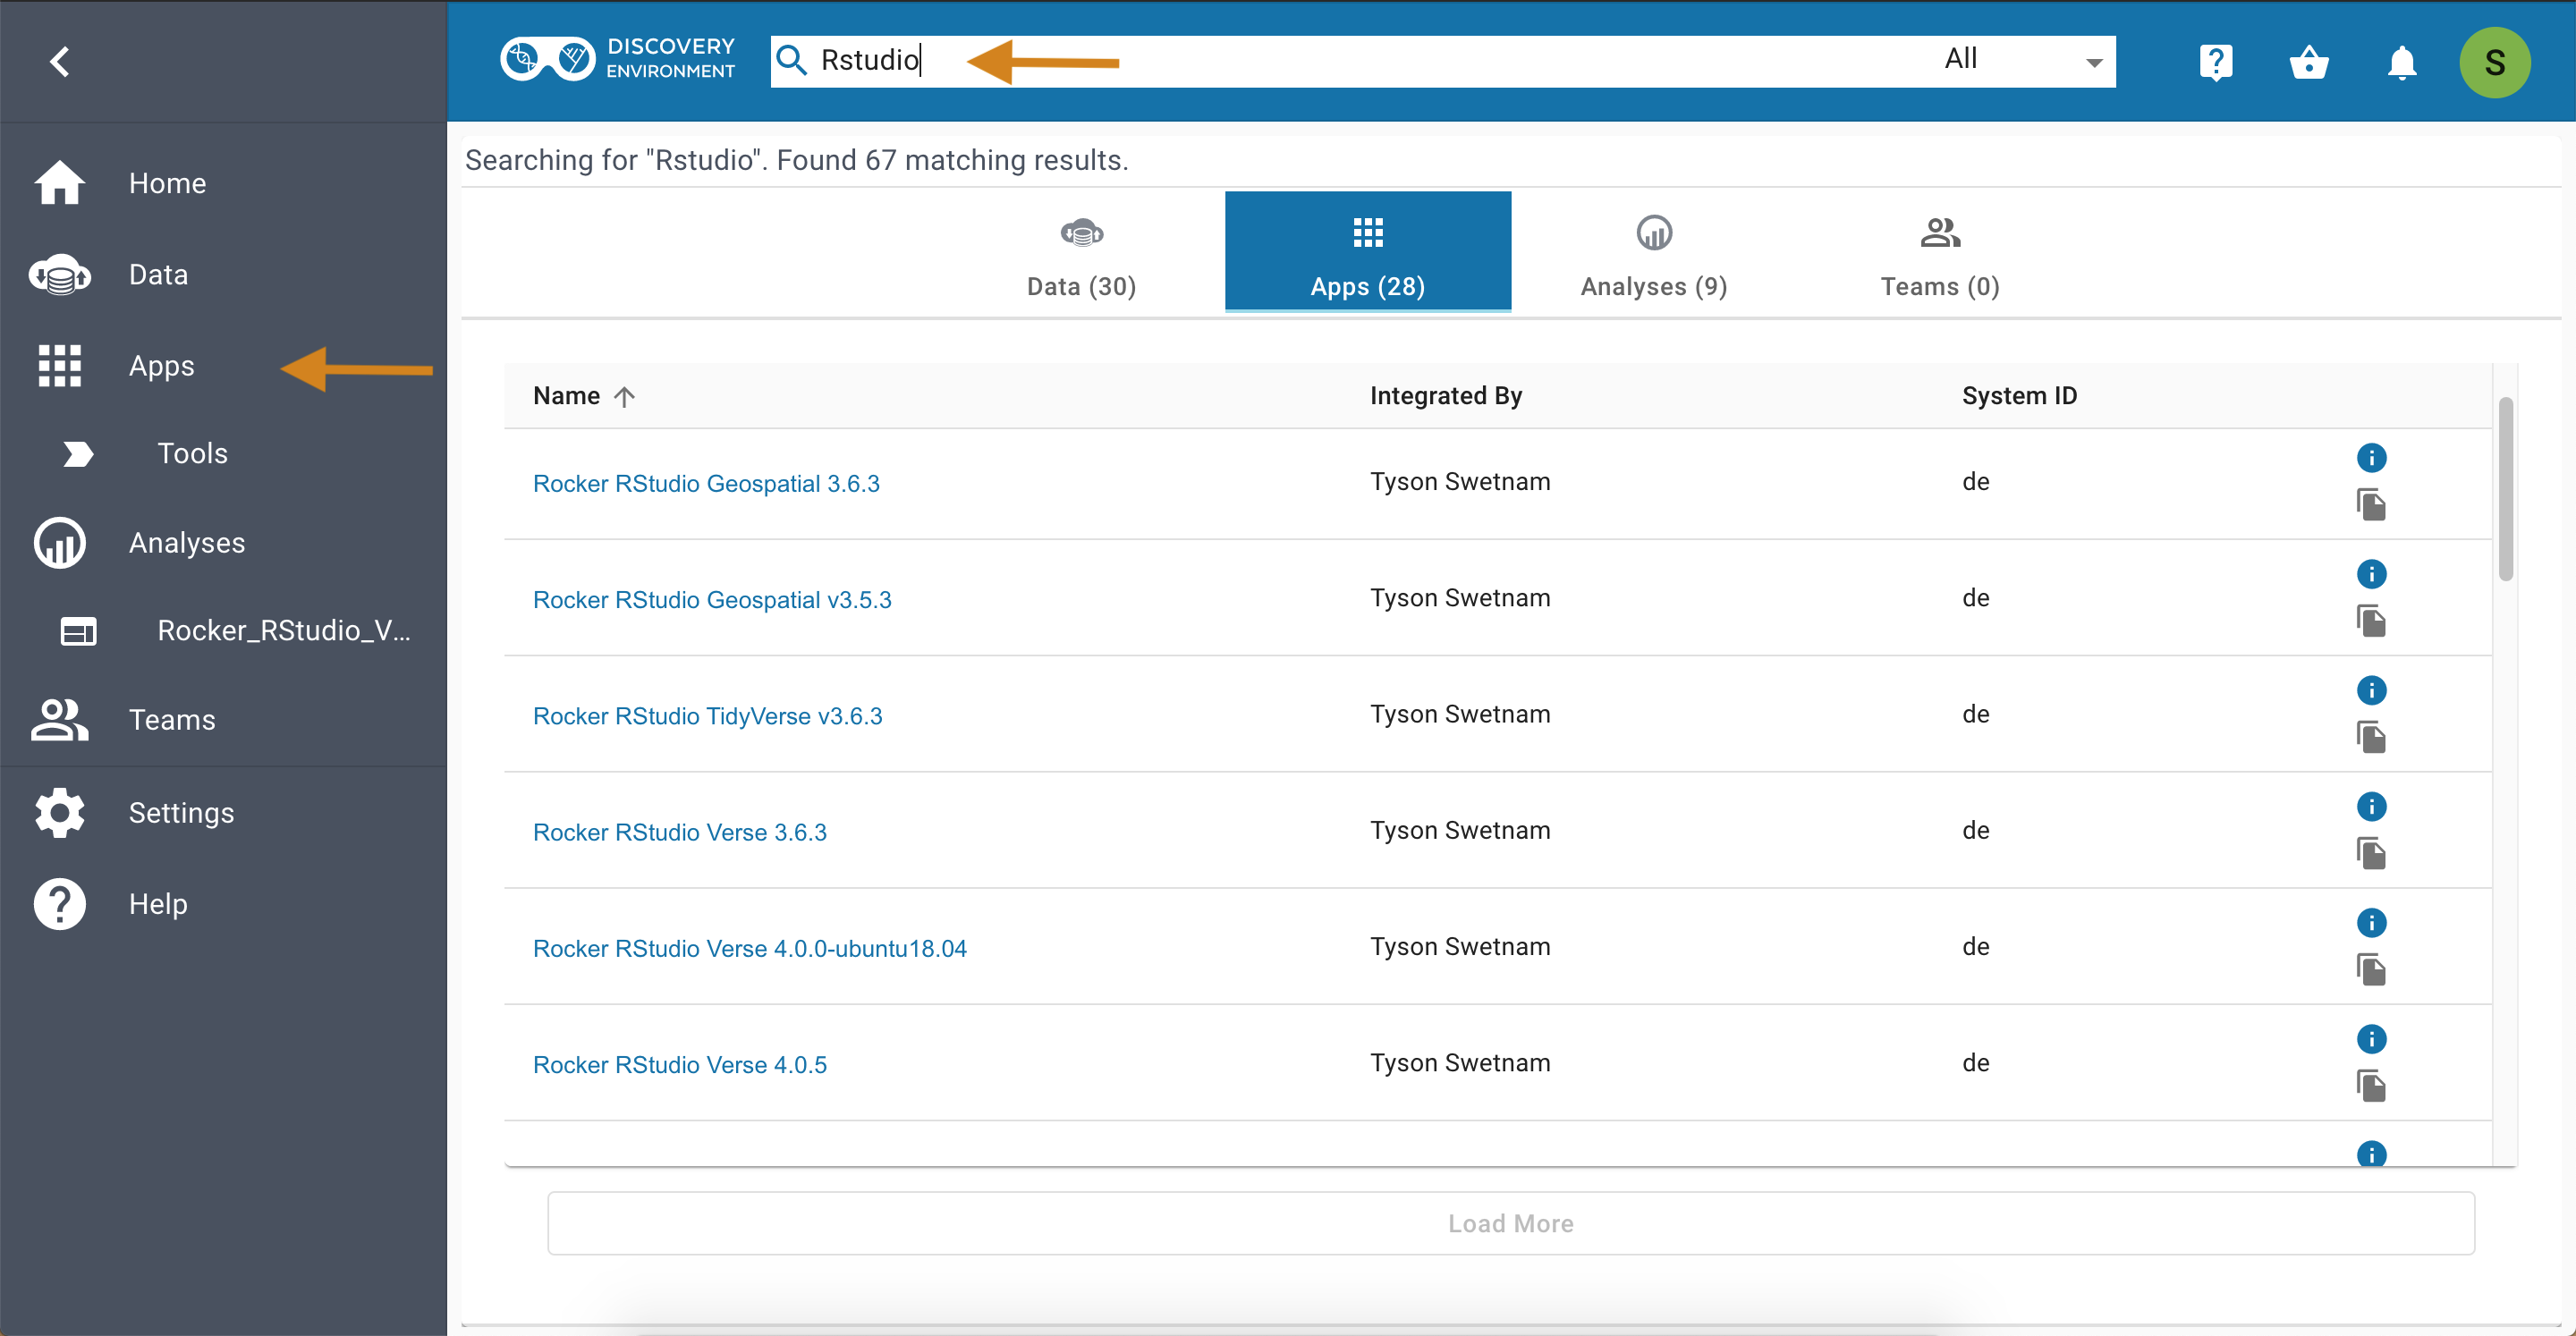 DISCOVERY
ENVIRONMENT
Rstudio
All
S
Home
Data
Apps
Tools
Analyses
Rocker_RStudio_V...
Teams
Settings
Help
Searching for "Rstudio". Found 67 matching results.
Data (30)
Apps (28)
Analyses (9)
Teams (0)
Name Integrated By System ID
Rocker RStudio Geospatial 3.6.3 Tyson Swetnam de
Rocker RStudio Geospatial v3.5.3 Tyson Swetnam de
Rocker RStudio TidyVerse v3.6.3 Tyson Swetnam de
Rocker RStudio Verse 3.6.3 Tyson Swetnam de
Rocker RStudio Verse 4.0.0-ubuntu18.04 Tyson Swetnam de
Rocker RStudio Verse 4.0.5 Tyson Swetnam de
Load More